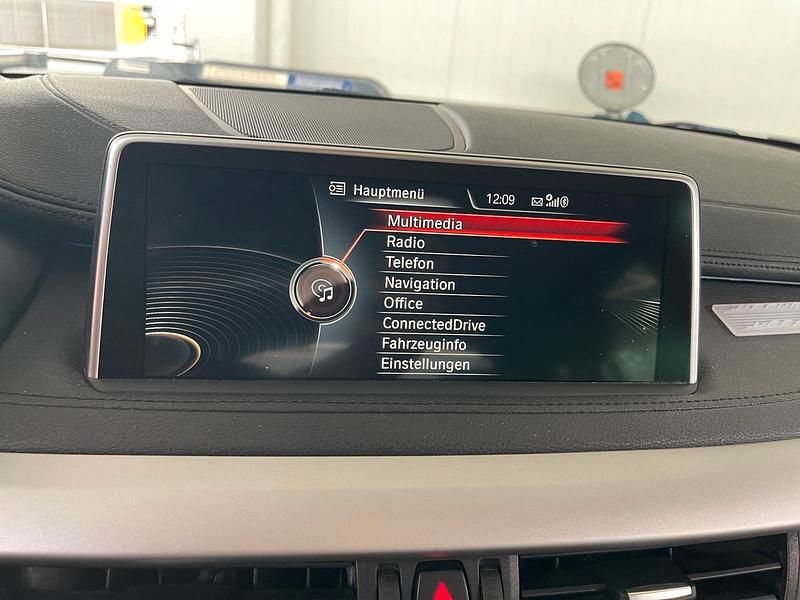 Hauptmenü
12:09
Multimedia
Radio
Telefon
Navigation
Office
ConnectedDrive
Fahrzeuginfo
Einstellungen